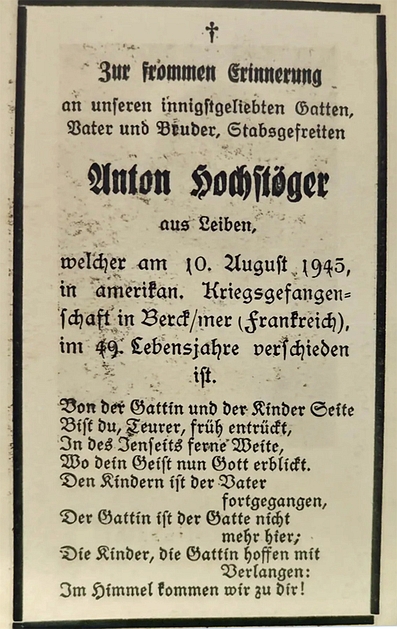 †
Zur frommen Erinnerung
an unseren innigstgeliebten Gatten,
Vater und Bruder, Stabsgefreiten
Anton Hochstöger
aus Leiben,
welcher am 10. August 1945,
in amerikan. Kriegsgefangen=
schaft in Berck/mer (Frankreich),
im 49. Lebensjahre verschieden
ist.
Von der Gattin und der Kinder Seite
Bist du, Teurer, früh entrückt,
In des Jenseits ferne Weite,
Wo dein Geist nun Gott erblickt.
Den Kindern ist der Vater
fortgegangen,
Der Gattin ist der Gatte nicht
mehr hier;
Die Kinder, die Gattin hoffen mit
Verlangen:
Im Himmel kommen wir zu dir!